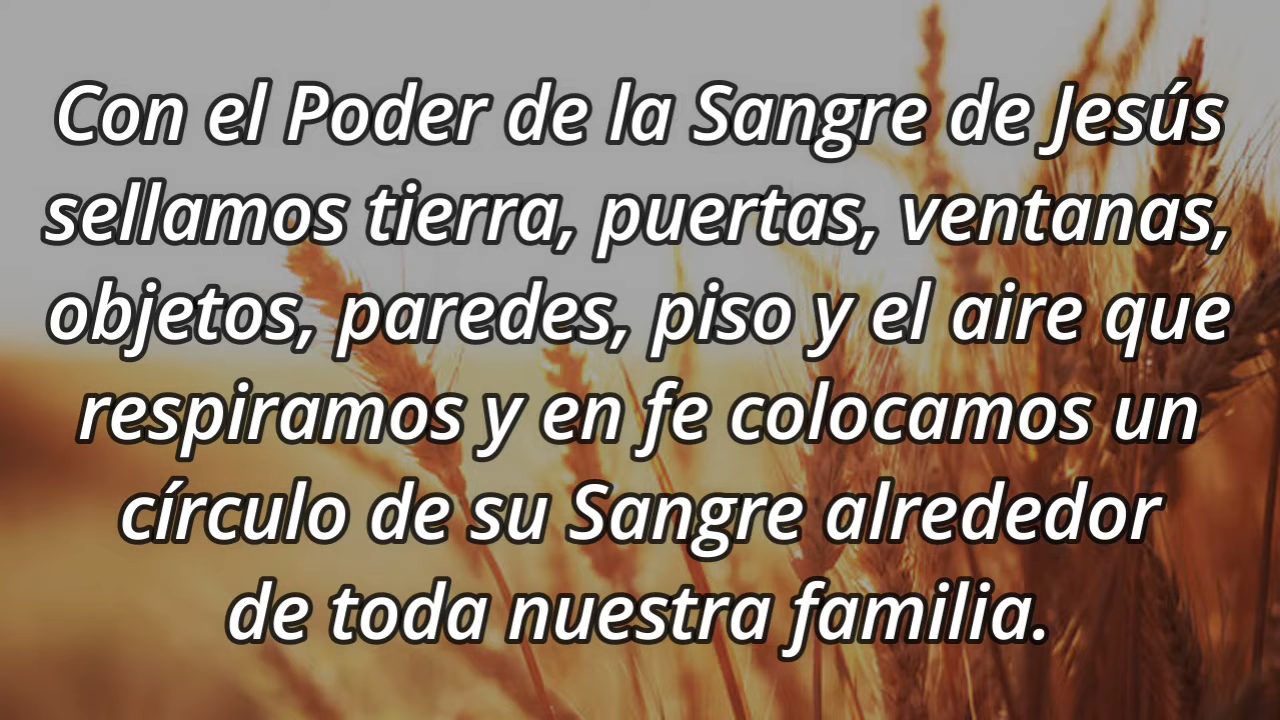 Con el Poder de la Sangre de Jesús
sellamos tierra, puertas, ventanas,
objetos, paredes, piso y el aire que
respiramos y en fe colocamos un
círculo de su Sangre alrededor
de toda nuestra familia.